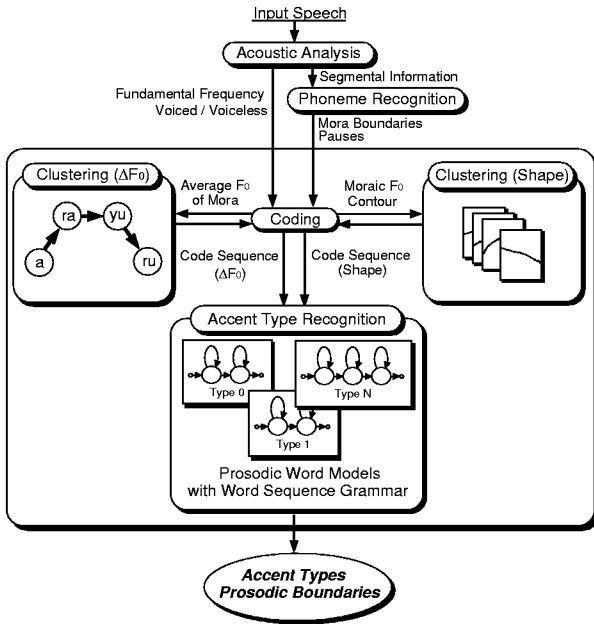 Input Speech
Acoustic Analysis
Segmental Information
Fundamental Frequency
Voiced / Voiceless
Phoneme Recognition
Mora Boundaries
Pauses
Clustering (ΔF0)
Average F0
of Mora
Moraic F0
Contour
Clustering (Shape)
ra
yu
a
ru
Coding
Code Sequence
(ΔF0)
Code Sequence
(Shape)
Accent Type Recognition
Type 0
Type N
Type 1
Prosodic Word Models
with Word Sequence Grammar
Accent Types
Prosodic Boundaries